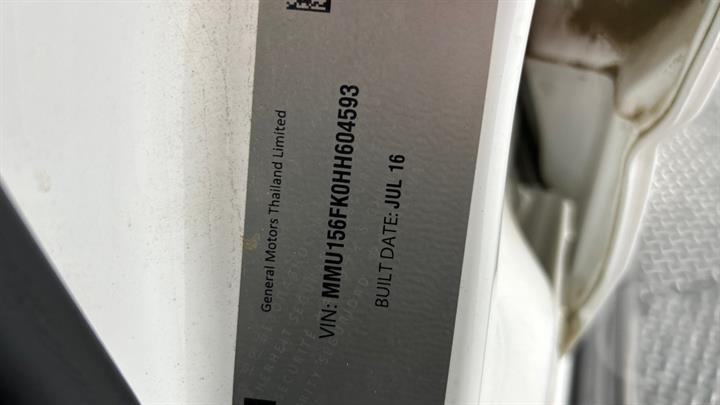 General Motors Thailand Limited
VIN: MMU156FK0HH604593
BUILT DATE: JUL 16